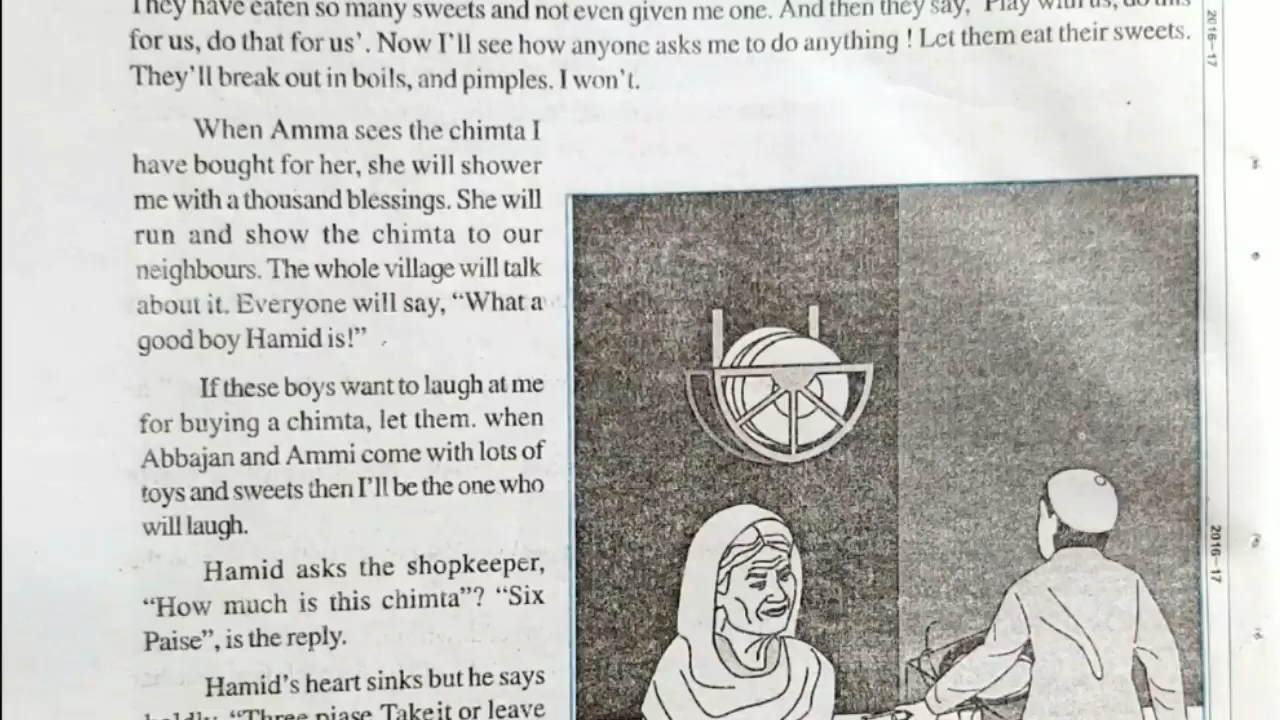 They have eaten so many sweets and not even given me one. And then they say, 'Play with us, do this
for us, do that for us'. Now I'll see how anyone asks me to do anything ! Let them eat their sweets.
They'll break out in boils, and pimples. I won't.
When Amma sees the chimta I
have bought for her, she will shower
me with a thousand blessings. She will
run and show the chimta to our
neighbours. The whole village will talk
about it. Everyone will say, “What a
good boy Hamid is!”
If these boys want to laugh at me
for buying a chimta, let them. when
Abbajan and Ammi come with lots of
toys and sweets then I'll be the one who
will laugh.
Hamid asks the shopkeeper,
“How much is this chimta”? “Six
Paise”, is the reply.
Hamid's heart sinks but he says
boldly “Three piase Takeit or leave
2016–17
2016–17